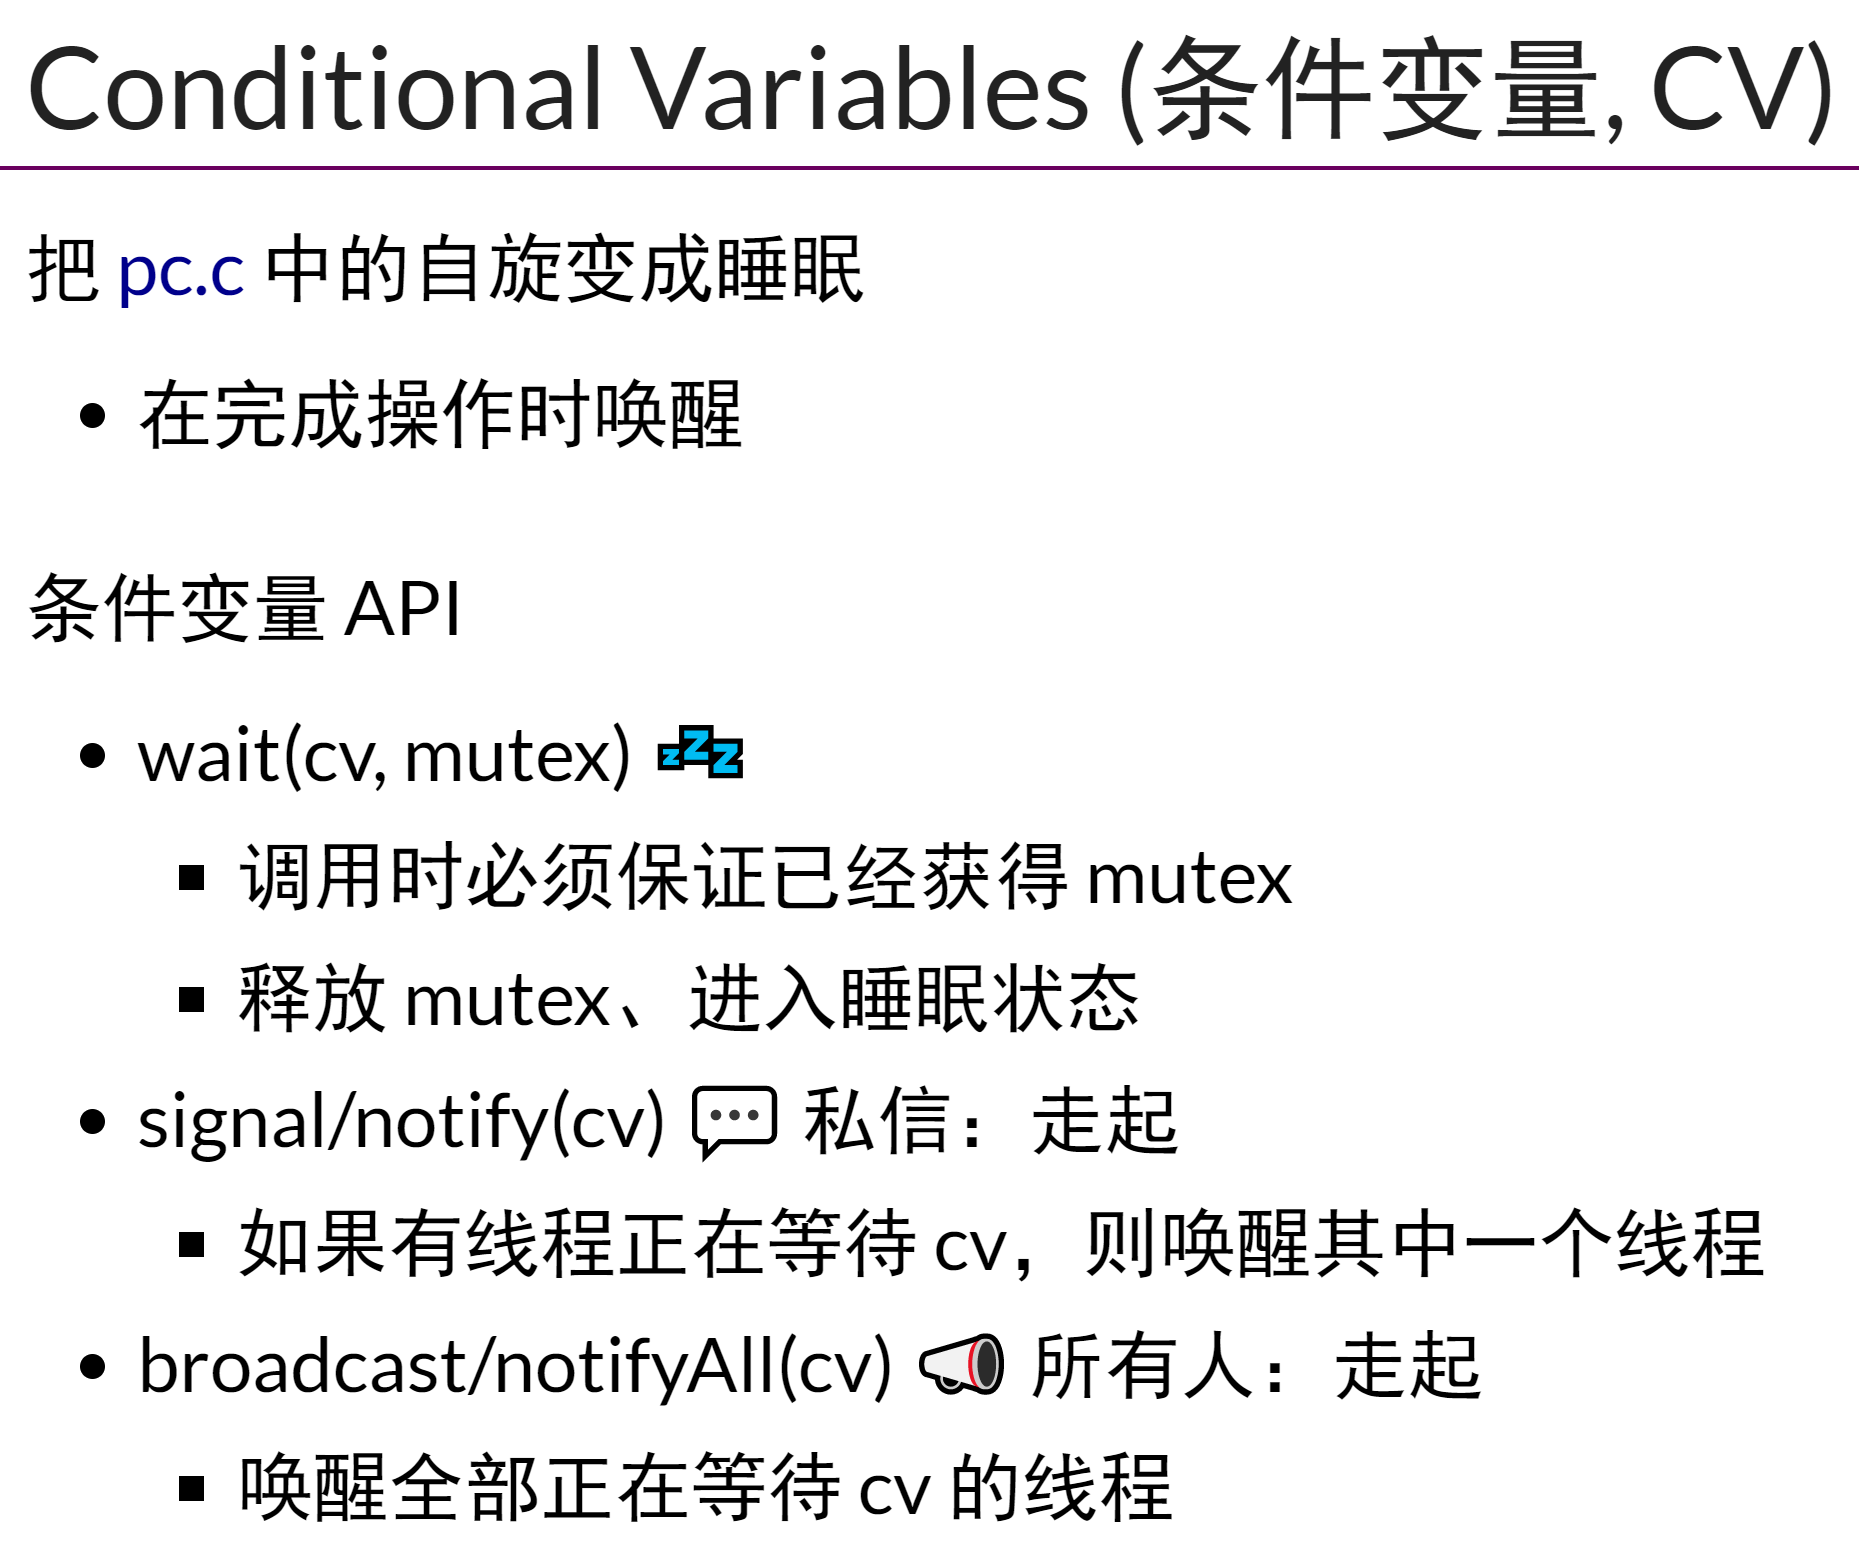 Conditional Variables (条件变量, CV)
把 pc.c 中的自旋变成睡眠
• 在完成操作时唤醒
条件变量 API
• wait(cv, mutex) 💤
▪ 调用时必须保证已经获得 mutex
▪ 释放 mutex、进入睡眠状态
• signal/notify(cv) 💬 私信：走起
▪ 如果有线程正在等待 cv，则唤醒其中一个线程
• broadcast/notifyAll(cv) 📣 所有人：走起
▪ 唤醒全部正在等待 cv 的线程